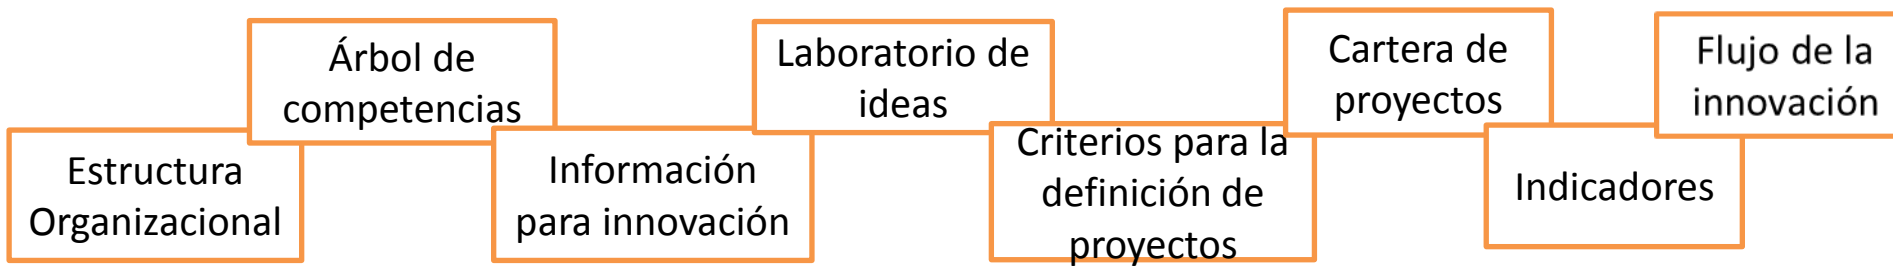 Estructura
Organizacional
Árbol de
competencias
Información
para innovación
Laboratorio de
ideas
Criterios para la
definición de
proyectos
Cartera de
proyectos
Indicadores
Flujo de la
innovación